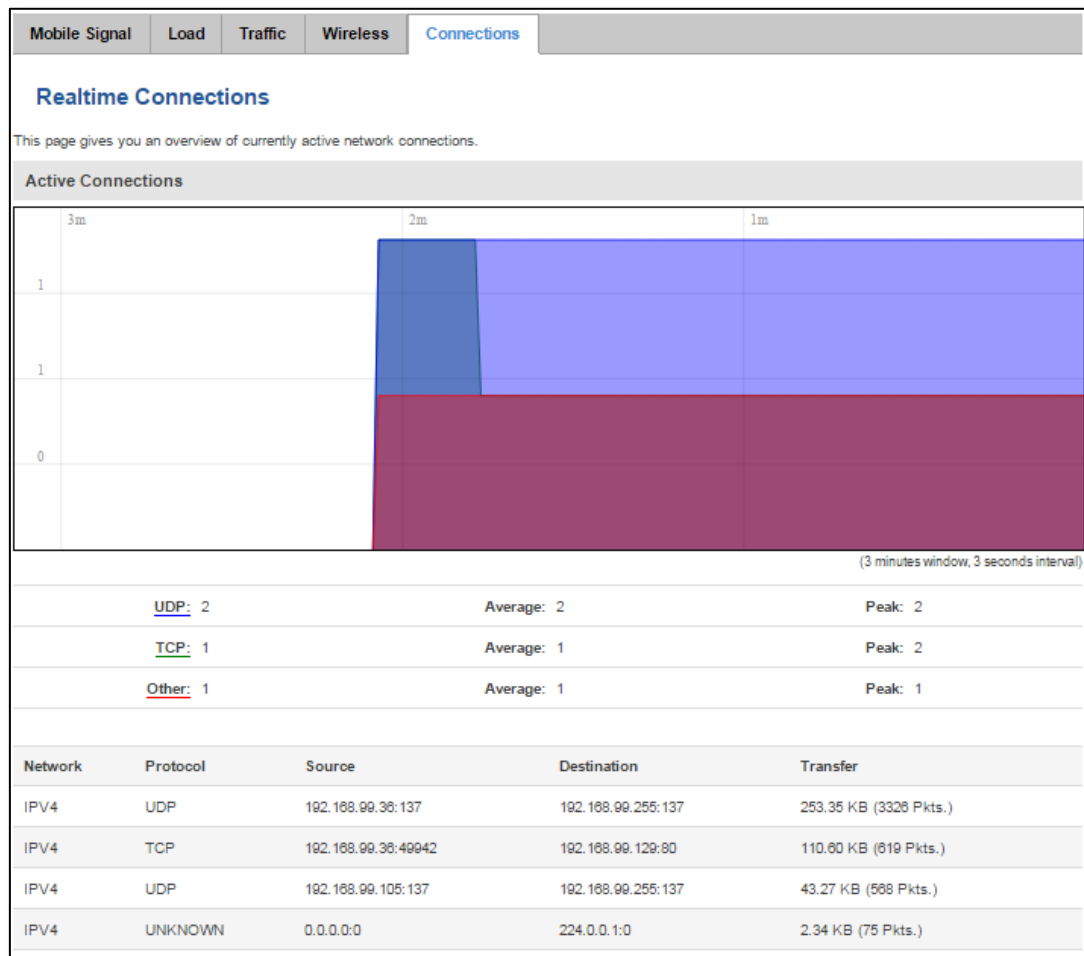 Mobile Signal Load Traffic Wireless Connections
Realtime Connections
This page gives you an overview of currently active network connections.
Active Connections
3m 2m 1m
1
1
0
(3 minutes window, 3 seconds interval)
UDP: 2 Average: 2 Peak: 2
TCP: 1 Average: 1 Peak: 2
Other: 1 Average: 1 Peak: 1
Network Protocol Source Destination Transfer
IPV4 UDP 192.168.99.36:137 192.168.99.255:137 253.35 KB (3326 Pkts.)
IPV4 TCP 192.168.99.36:49942 192.168.99.129:80 110.60 KB (619 Pkts.)
IPV4 UDP 192.168.99.105:137 192.168.99.255:137 43.27 KB (568 Pkts.)
IPV4 UNKNOWN 0.0.0.0:0 224.0.0.1:0 2.34 KB (75 Pkts.)